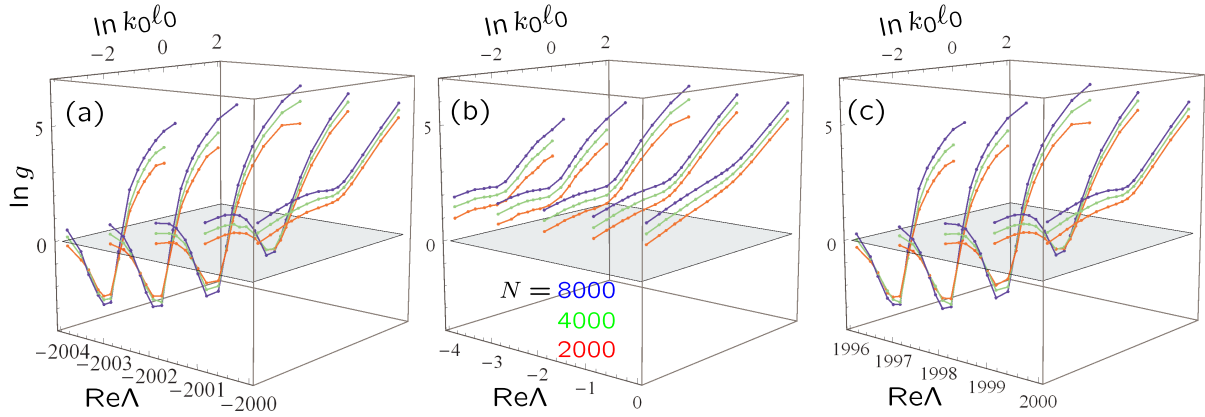 ln k₀ℓ₀
−2 0 2
(a)
5
ln g
0
−2004
−2003
−2002
−2001
−2000
ReΛ
ln k₀ℓ₀
−2 0 2
(b)
5
0
N = 8000
4000
2000
−4
−3
−2
−1
0
ReΛ
ln k₀ℓ₀
−2 0 2
(c)
5
0
1996
1997
1998
1999
2000
ReΛ